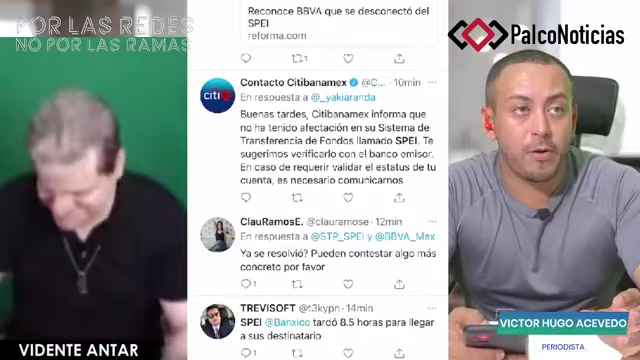 POR LAS REDES
NO POR LAS RAMAS
Reconoce BBVA que se desconectó del
SPEI
reforma.com
1
PalcoNoticias
Contacto Citibanamex @C... · 10min
En respuesta a @_yakiaranda
citi
Buenas tardes, Citibanamex informa que
no ha tenido afectación en su Sistema de
Transferencia de Fondos llamado SPEI. Te
sugerimos verificarlo con el banco emisor.
En caso de requerir validar el estatus de tu
cuenta, es necesario comunicarnos
ClauRamosE. @clauramose · 12min
En respuesta a @STP_SPEI y @BBVA_Mex
Ya se resolvió? Pueden contestar algo más
concreto por favor
1
TREVISOFT @t3kypn · 14min
SPEI @Banxico tardó 8.5 horas para llegar
a sus destinatario
1
VIDENTE ANTAR
VICTOR HUGO ACEVEDO
PERIODISTA